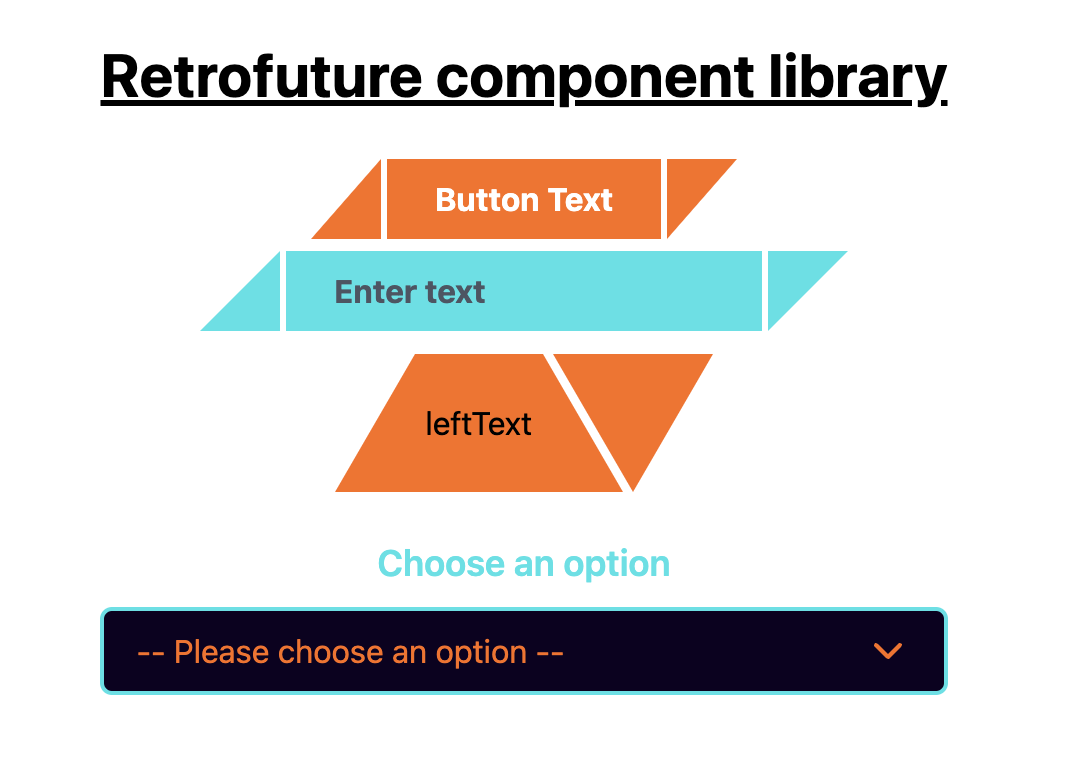 Retrofuture component library
Button Text
Enter text
leftText
Choose an option
-- Please choose an option --